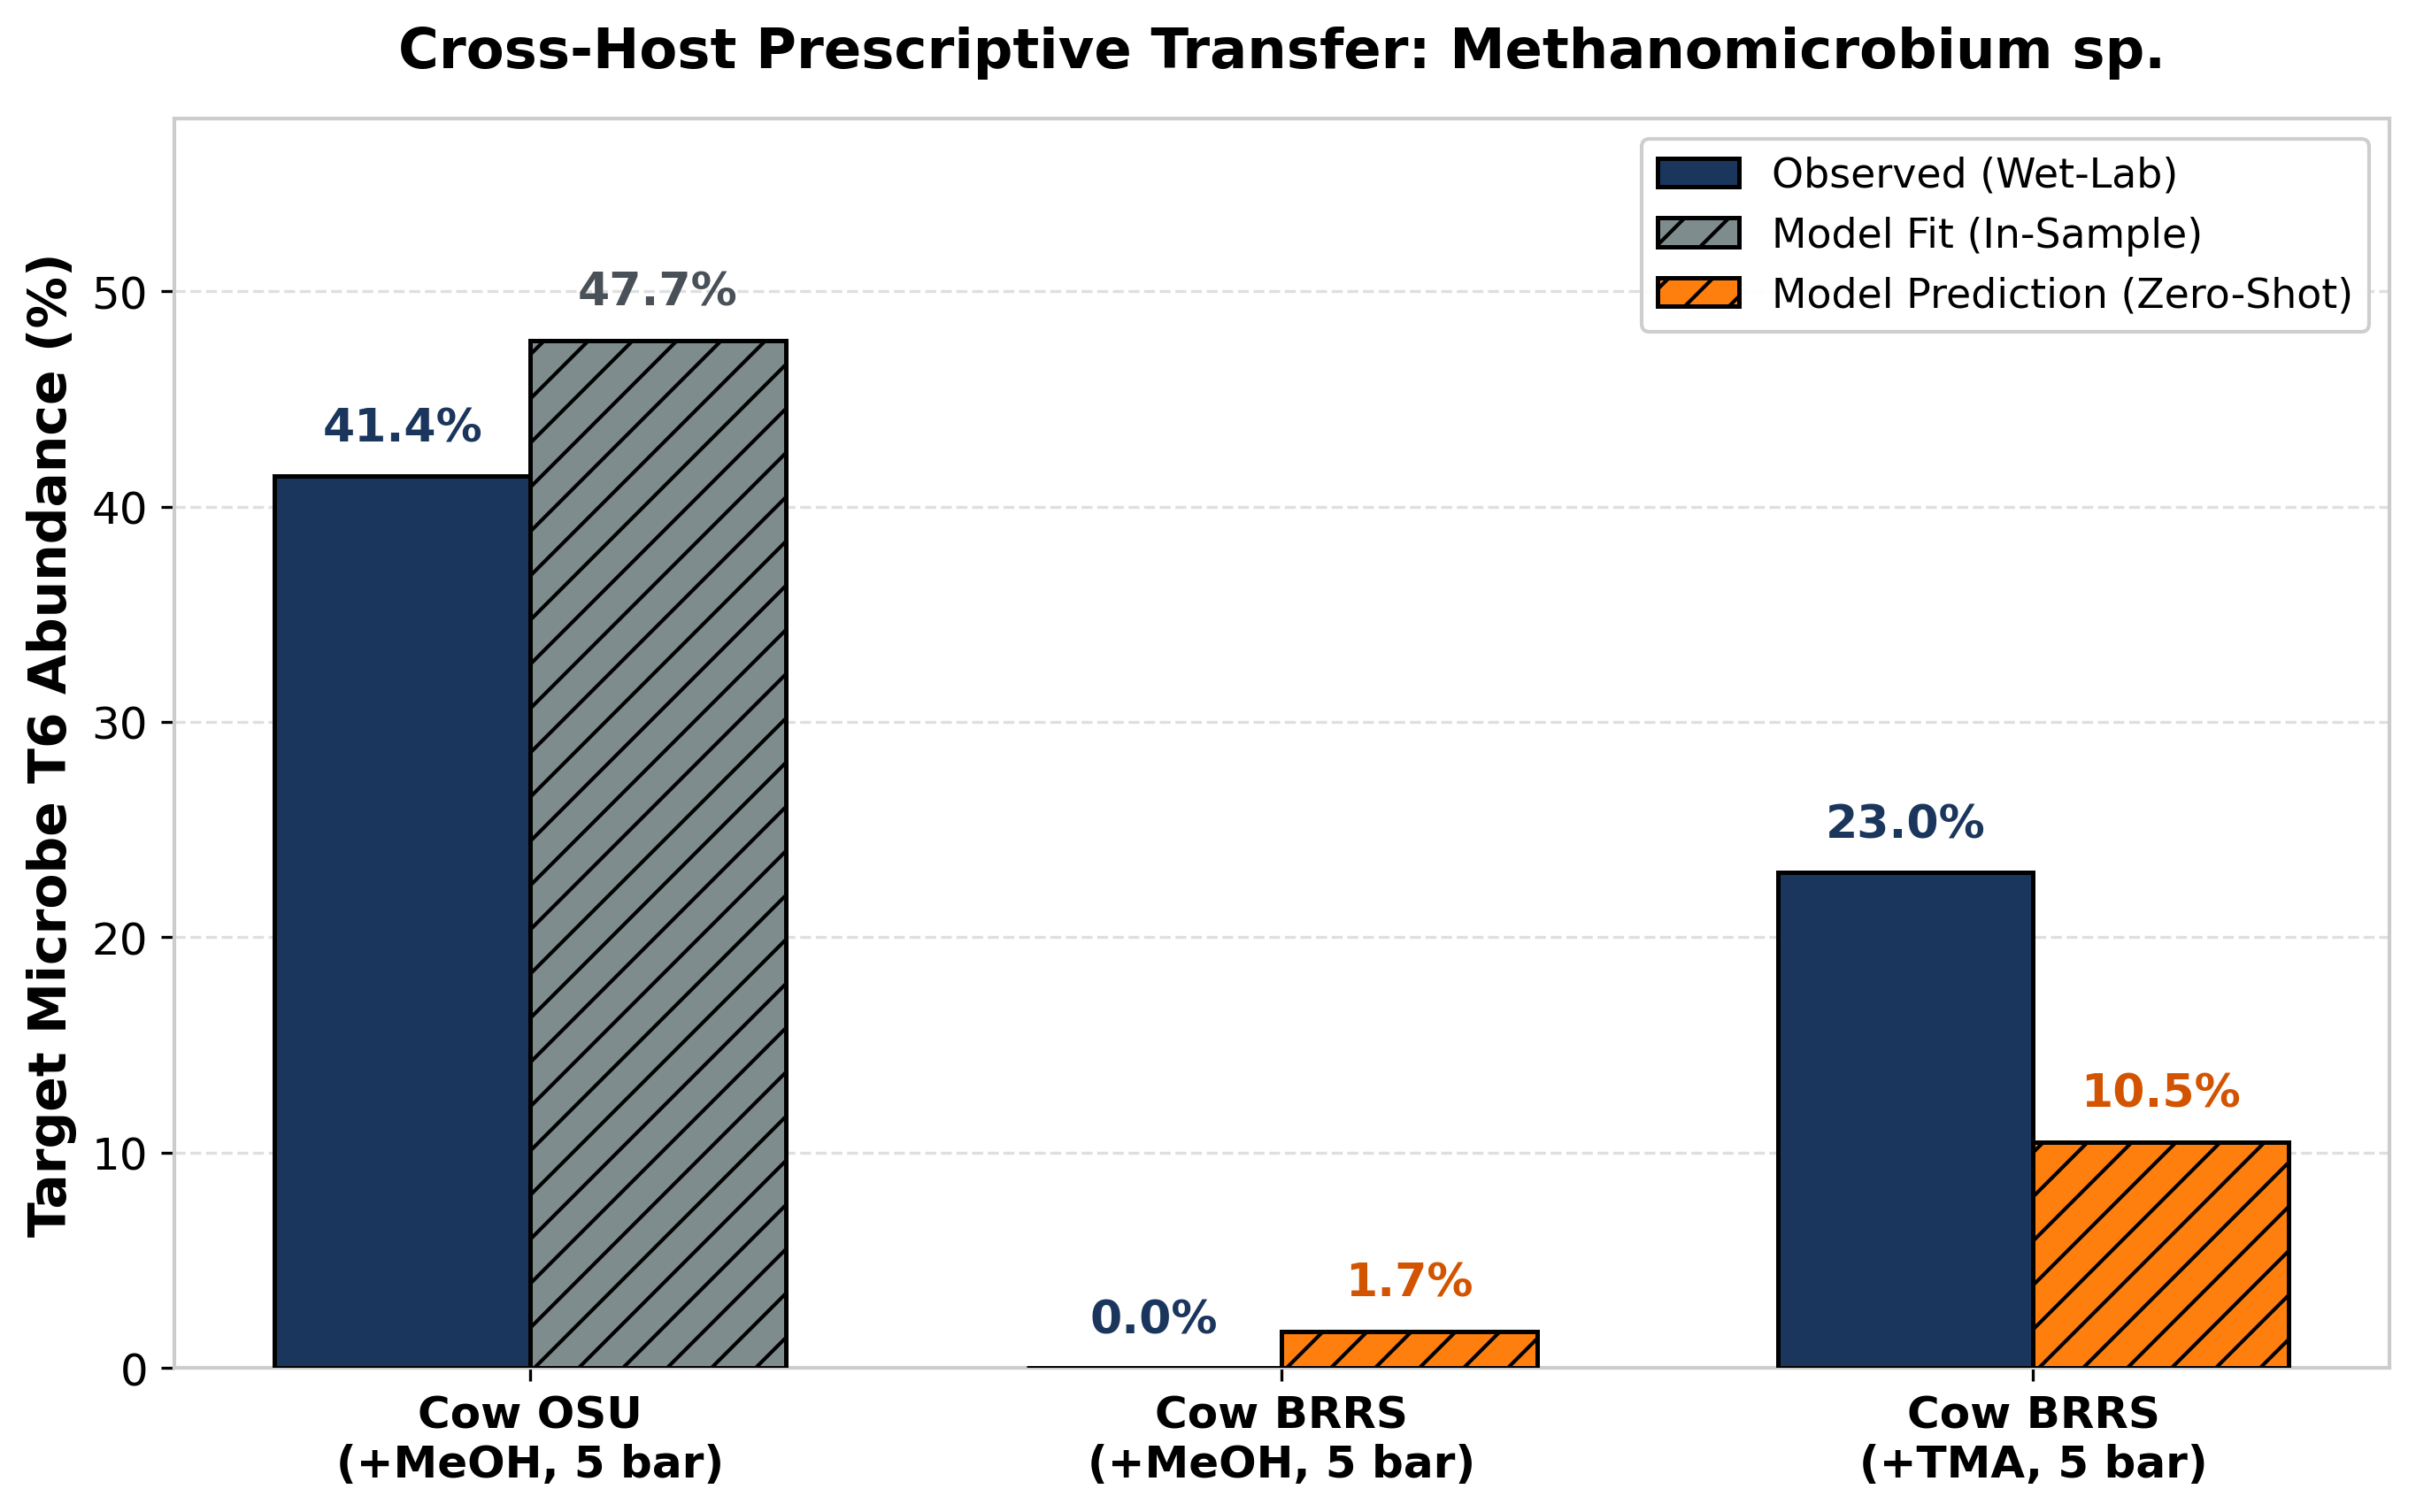 Cross-Host Prescriptive Transfer: Methanomicrobium sp.
Observed (Wet-Lab)
Model Fit (In-Sample)
Model Prediction (Zero-Shot)
Target Microbe T6 Abundance (%)
50
40
30
20
10
0
41.4%
47.7%
0.0%
1.7%
23.0%
10.5%
Cow OSU
(+MeOH, 5 bar)
Cow BRRS
(+MeOH, 5 bar)
Cow BRRS
(+TMA, 5 bar)